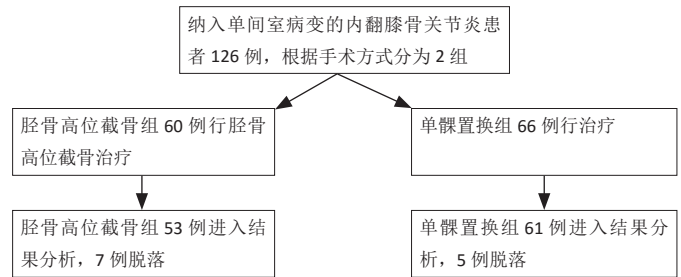 纳入单间室病变的内翻膝骨关节炎患
者 126 例，根据手术方式分为 2 组
胫骨高位截骨组 60 例行胫骨
高位截骨治疗
单髁置换组 66 例行治疗
胫骨高位截骨组 53 例进入结
果分析，7 例脱落
单髁置换组 61 例进入结果分
析，5 例脱落